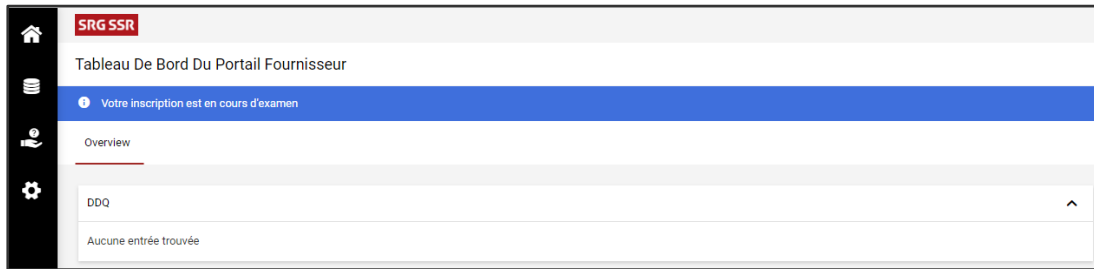 SRG SSR
Tableau De Bord Du Portail Fournisseur
Votre inscription est en cours d'examen
Overview
DDQ
Aucune entrée trouvée